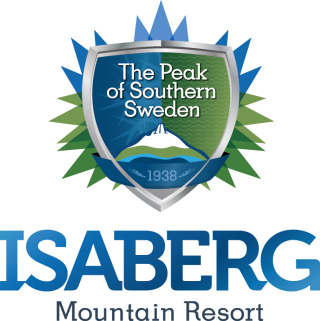 The Peak
of Southern
Sweden
1938
ISABERG
Mountain Resort